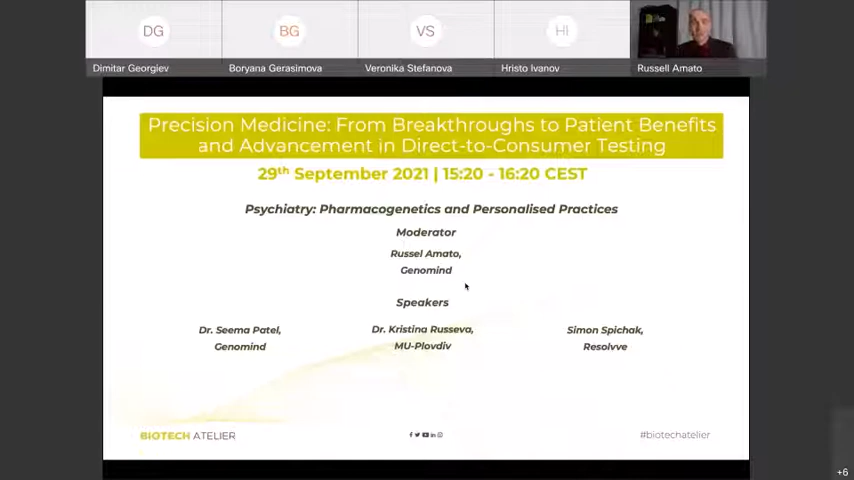 DG
BG
VS
HI
Dimitar Georgiev
Boryana Gerasimova
Veronika Stefanova
Hristo Ivanov
Russell Amato
Precision Medicine: From Breakthroughs to Patient Benefits
and Advancement in Direct-to-Consumer Testing
29th September 2021 | 15:20 - 16:20 CEST
Psychiatry: Pharmacogenetics and Personalised Practices
Moderator
Russel Amato,
Genomind
Speakers
Dr. Seema Patel,
Genomind
Dr. Kristina Russeva,
MU-Plovdiv
Simon Spichak,
Resolvve
BIOTECH ATELIER
#biotechatelier
+6